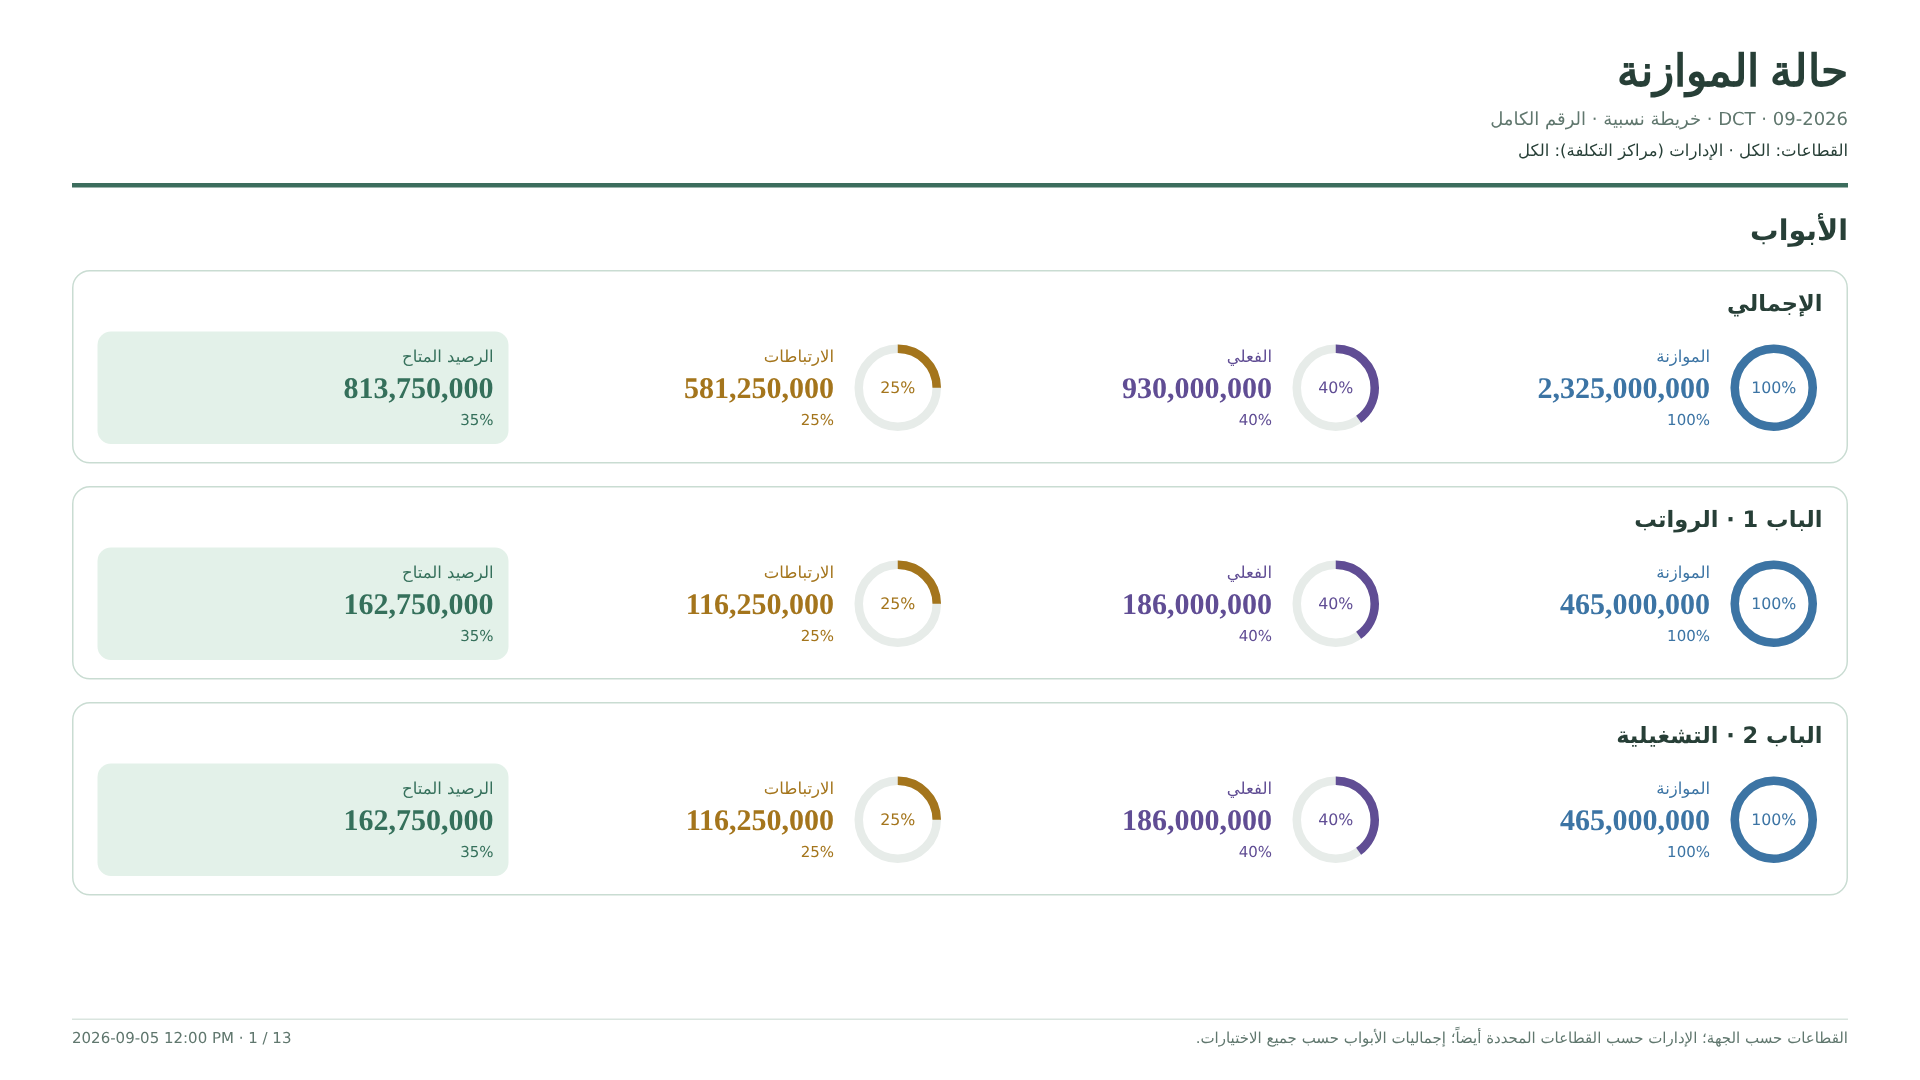 حالة الموازنة
DCT · 09-2026 · خريطة نسبية · الرقم الكامل
القطاعات: الكل · الإدارات (مراكز التكلفة): الكل
الأبواب
الإجمالي
100%
الموازنة
2,325,000,000
100%
40%
الفعلي
930,000,000
40%
25%
الارتباطات
581,250,000
25%
الرصيد المتاح
813,750,000
35%
الباب 1 · الرواتب
100%
الموازنة
465,000,000
100%
40%
الفعلي
186,000,000
40%
25%
الارتباطات
116,250,000
25%
الرصيد المتاح
162,750,000
35%
الباب 2 · التشغيلية
100%
الموازنة
465,000,000
100%
40%
الفعلي
186,000,000
40%
25%
الارتباطات
116,250,000
25%
الرصيد المتاح
162,750,000
35%
القطاعات حسب الجهة؛ الإدارات حسب القطاعات المحددة أيضاً؛ إجماليات الأبواب حسب جميع الاختيارات.
2026-09-05 12:00 PM · 1 / 13